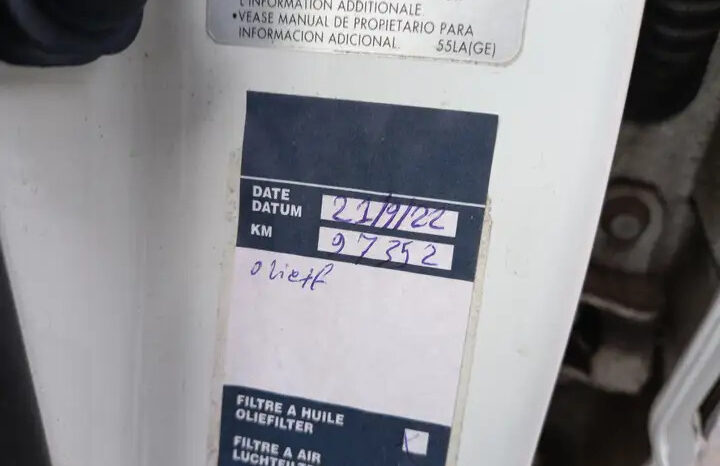 L'INFORMATION ADDITIONALE
•VEASE MANUAL DE PROPIETARIO PARA
INFORMACION ADICIONAL 55LA(GE)
DATE
DATUM 21/9/22
KM 97352
olietf
FILTRE A HUILE
OLIEFILTER
FILTRE A AIR